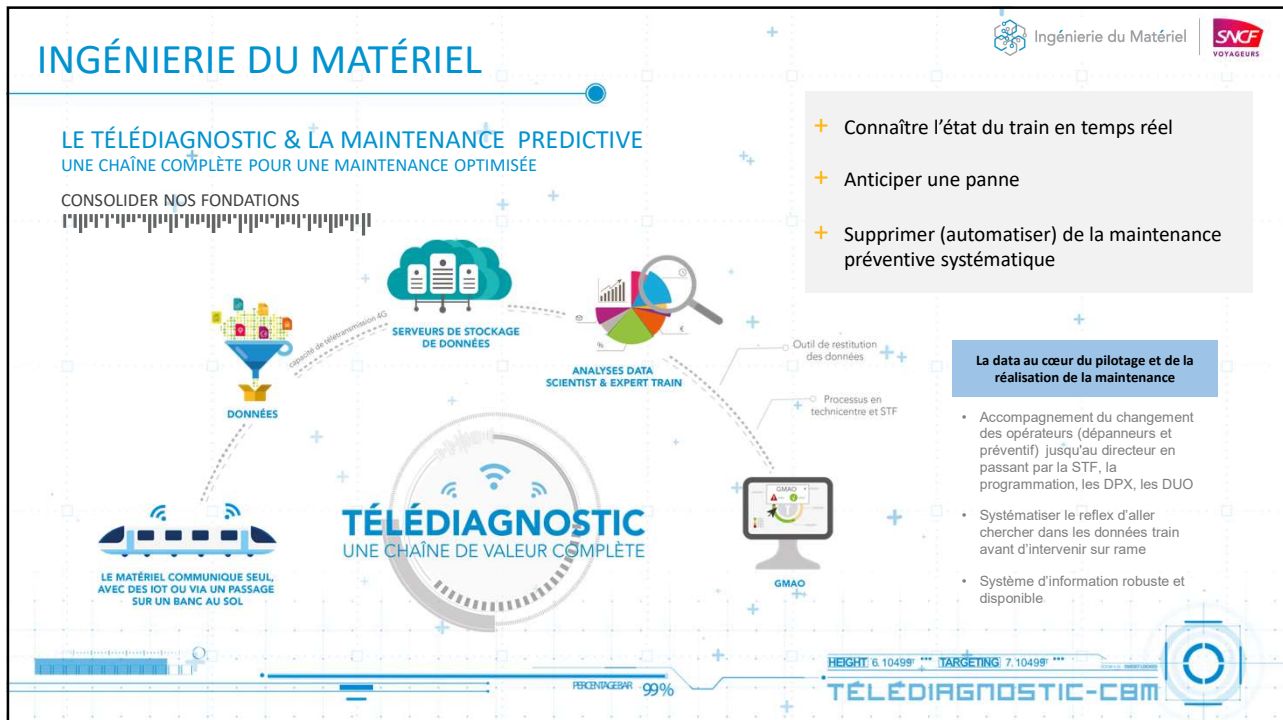 INGÉNIERIE DU MATÉRIEL
Ingénierie du Matériel
SNCF
VOYAGEURS
LE TÉLÉDIAGNOSTIC & LA MAINTENANCE PREDICTIVE
UNE CHAÎNE COMPLÈTE POUR UNE MAINTENANCE OPTIMISÉE
CONSOLIDER NOS FONDATIONS
+ Connaître l'état du train en temps réel
+ Anticiper une panne
+ Supprimer (automatiser) de la maintenance
préventive systématique
capacité de télétransmission 4G
SERVEURS DE STOCKAGE
DE DONNÉES
ANALYSES DATA
SCIENTIST & EXPERT TRAIN
€
%
Outil de restitution
des données
Processus en
technicentre et STF
DONNÉES
TÉLÉDIAGNOSTIC
UNE CHAÎNE DE VALEUR COMPLÈTE
LE MATÉRIEL COMMUNIQUE SEUL,
AVEC DES IOT OU VIA UN PASSAGE
SUR UN BANC AU SOL
GMAO
GMAO
La data au cœur du pilotage et de la
réalisation de la maintenance
• Accompagnement du changement
des opérateurs (dépanneurs et
préventif) jusqu'au directeur en
passant par la STF, la
programmation, les DPX, les DUO
• Systématiser le reflex d'aller
chercher dans les données train
avant d'intervenir sur rame
• Système d'information robuste et
disponible
PERCENTAGE BAR 99%
HEIGHT 6.10499 *** TARGETING 7.10499 ***
TÉLÉDIAGNOSTIC-CBM